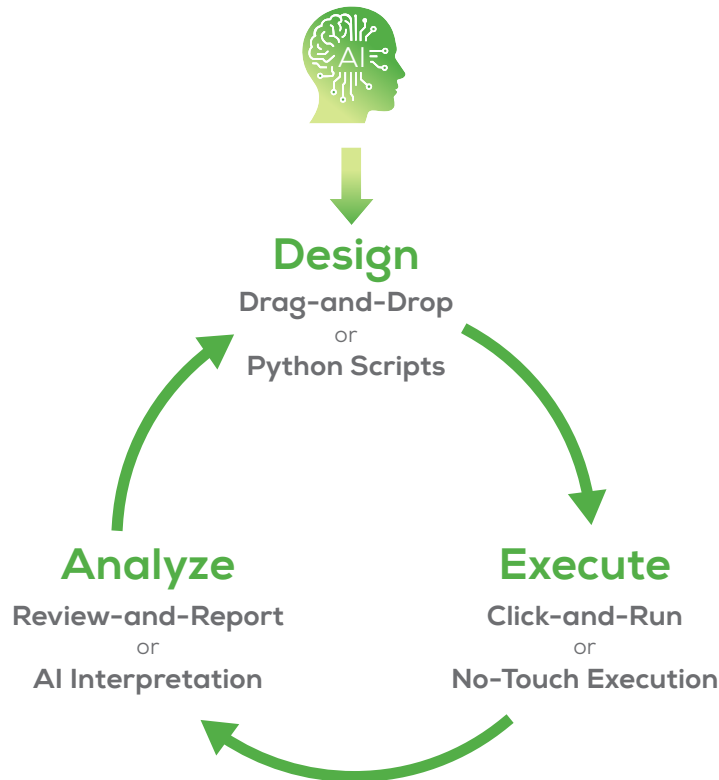 AI
Design
Drag-and-Drop
or
Python Scripts
Analyze
Review-and-Report
or
AI Interpretation
Execute
Click-and-Run
or
No-Touch Execution